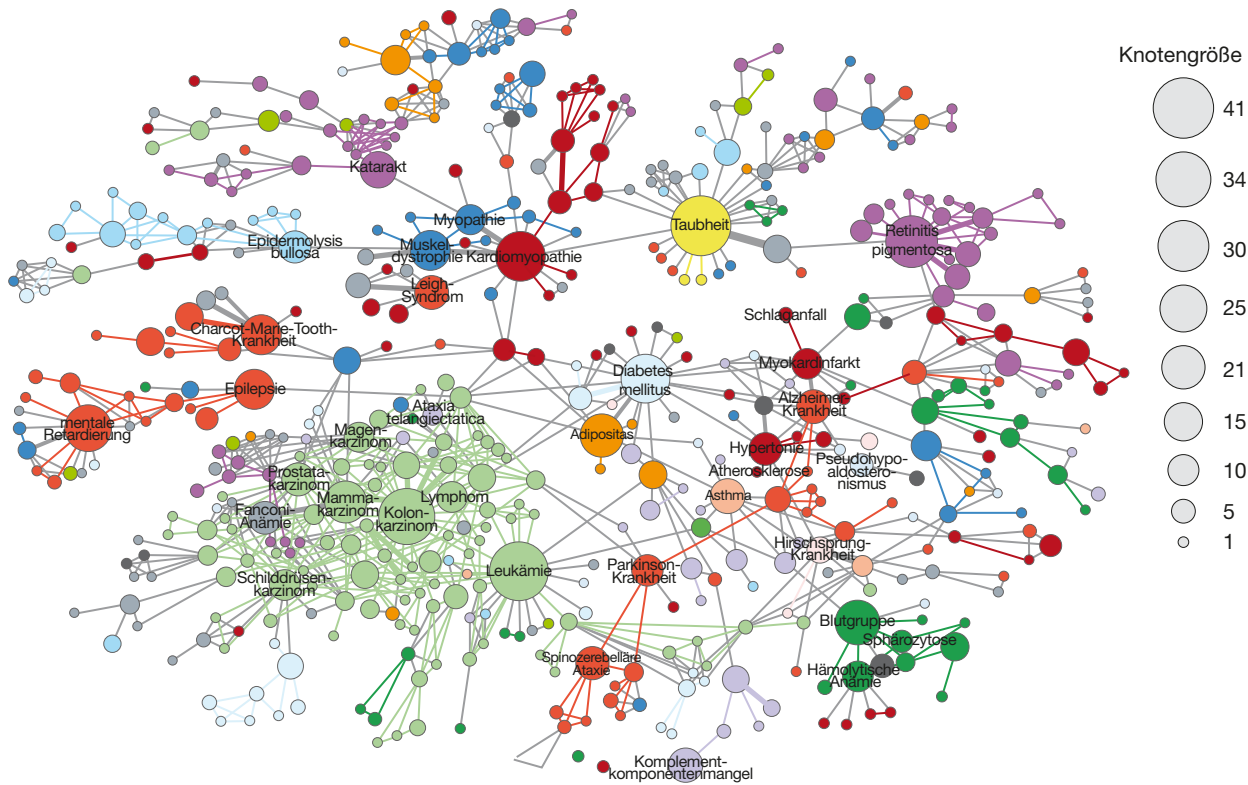 Knotengröße
41
34
30
25
21
15
10
5
1
Katarakt
Taubheit
Myopathie
Epidermolysis
bullosa
Muskel-
dystrophie
Kardiomyopathie
Retinitis
pigmentosa
Leigh-
Syndrom
Schlaganfall
Charcot-Marie-Tooth-
Krankheit
Myokardinfarkt
Diabetes
mellitus
Epilepsie
Alzheimer-
Krankheit
Ataxia
telangiectatica
mentale
Retardierung
Magen-
karzinom
Adipositas
Hypertonie
Pseudohypo-
aldostero-
nismus
Atherosklerose
Prostata-
karzinom
Mamma-
karzinom
Lymphom
Asthma
Fanconi-
Anämie
Kolon-
karzinom
Hirschsprung-
Krankheit
Schilddrüsen-
karzinom
Leukämie
Parkinson-
Krankheit
Blutgruppe
Sphärozytose
Spinozerebelläre
Ataxie
Hämolytische
Anämie
Komplement-
komponentenmangel